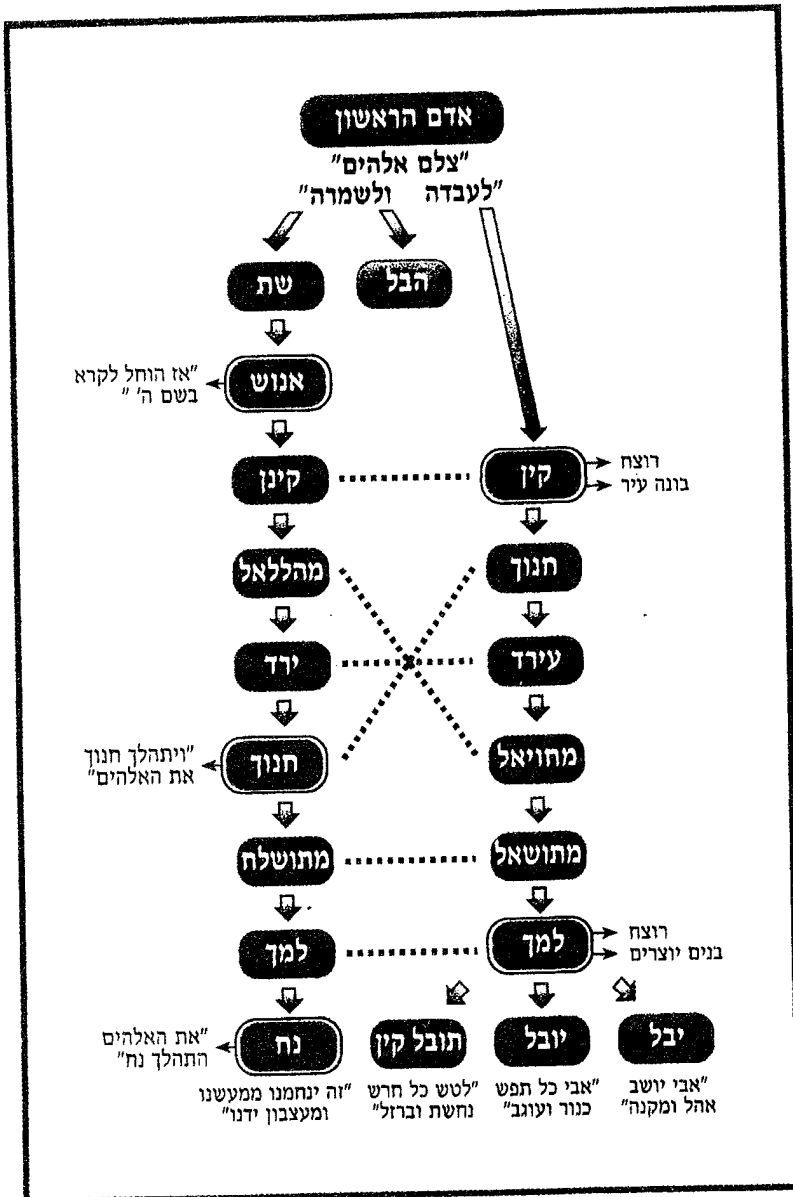 אדם הראשון
"צלם אלהים"
"לעבדה ולשמרה"
הבל
שת
אנוש
"אז הוחל לקרא
בשם ה' "
קין
רוצח
בונה עיר
קינן
חנוך
מהללאל
עירד
ירד
מחויאל
חנוך
"ויתהלך חנוך
את האלהים"
מתושאל
מתושלח
למך
רוצח
בנים יוצרים
למך
יבל
יובל
תובל קין
נח
"את האלהים
התהלך נח"
"אבי יושב
אהל ומקנה"
"אבי כל תפש
כנור ועוגב"
"לטש כל חרש
נחשת וברזל"
"זה ינחמנו ממעשנו
ומעצבון ידנו"